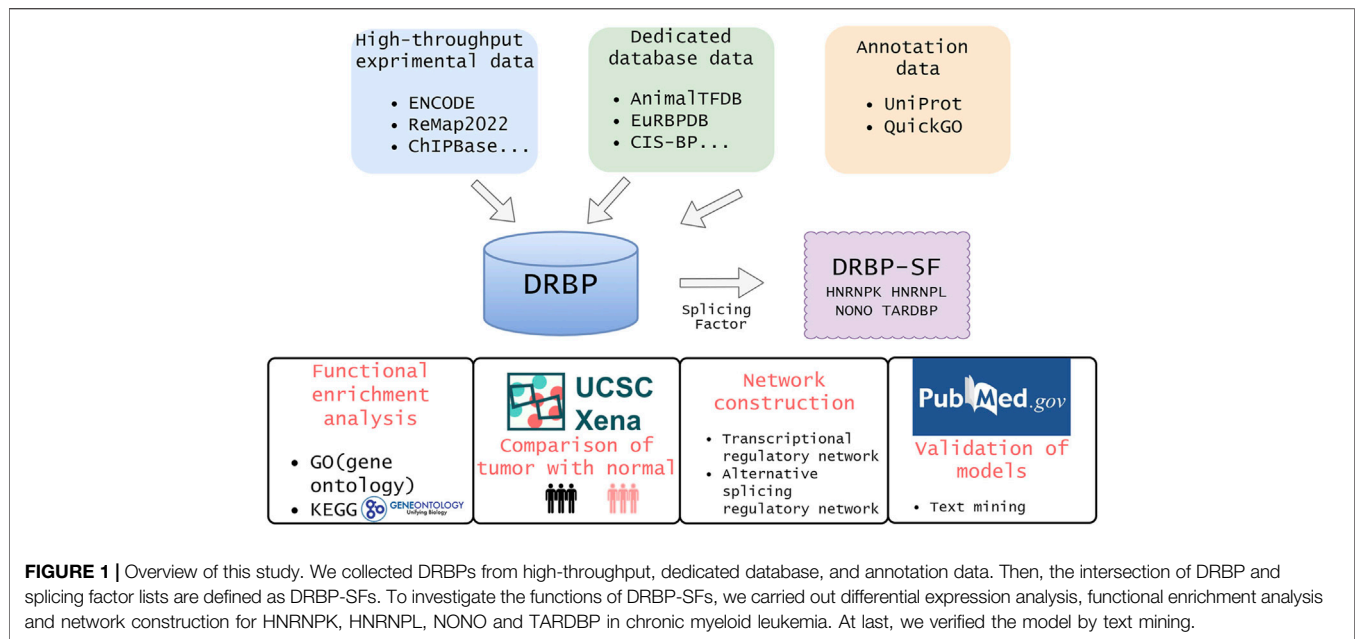 High-throughput
exprimental data
• ENCODE
• ReMap2022
• ChIPBase...
Dedicated
database data
• AnimalTFDB
• EuRBPDB
• CIS-BP...
Annotation
data
• UniProt
• QuickGO
DRBP
Splicing
Factor
DRBP-SF
HNRNPK HNRNPL
NONO TARDBP
Functional
enrichment
analysis
• GO(gene
ontology)
• KEGG
go GENEONTOLOGY
Unifying Biology
UCSC
Xena
Comparison of
tumor with normal
Network
construction
• Transcriptional
regulatory network
• Alternative
splicing
regulatory network
PubMed.gov
Validation of
models
• Text mining
FIGURE 1 | Overview of this study. We collected DRBPs from high-throughput, dedicated database, and annotation data. Then, the intersection of DRBP and
splicing factor lists are defined as DRBP-SFs. To investigate the functions of DRBP-SFs, we carried out differential expression analysis, functional enrichment analysis
and network construction for HNRNPK, HNRNPL, NONO and TARDBP in chronic myeloid leukemia. At last, we verified the model by text mining.